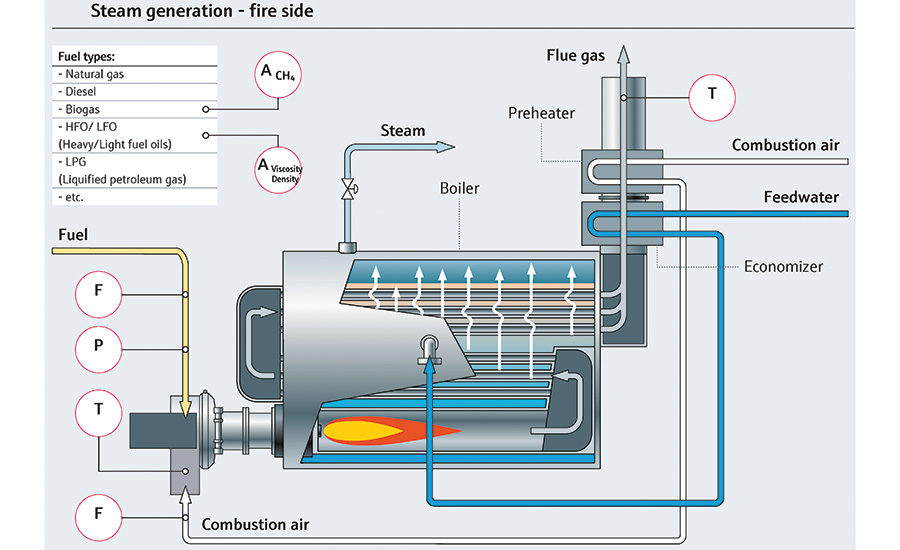 Steam generation - fire side
Fuel types:
- Natural gas
- Diesel
- Biogas
- HFO/ LFO
(Heavy/Light fuel oils)
- LPG
(Liquified petroleum gas)
- etc.
A CH₄
A Viscosity
Density
Steam
Boiler
Flue gas
T
Preheater
Combustion air
Feedwater
Economizer
Fuel
F
P
T
F
Combustion air